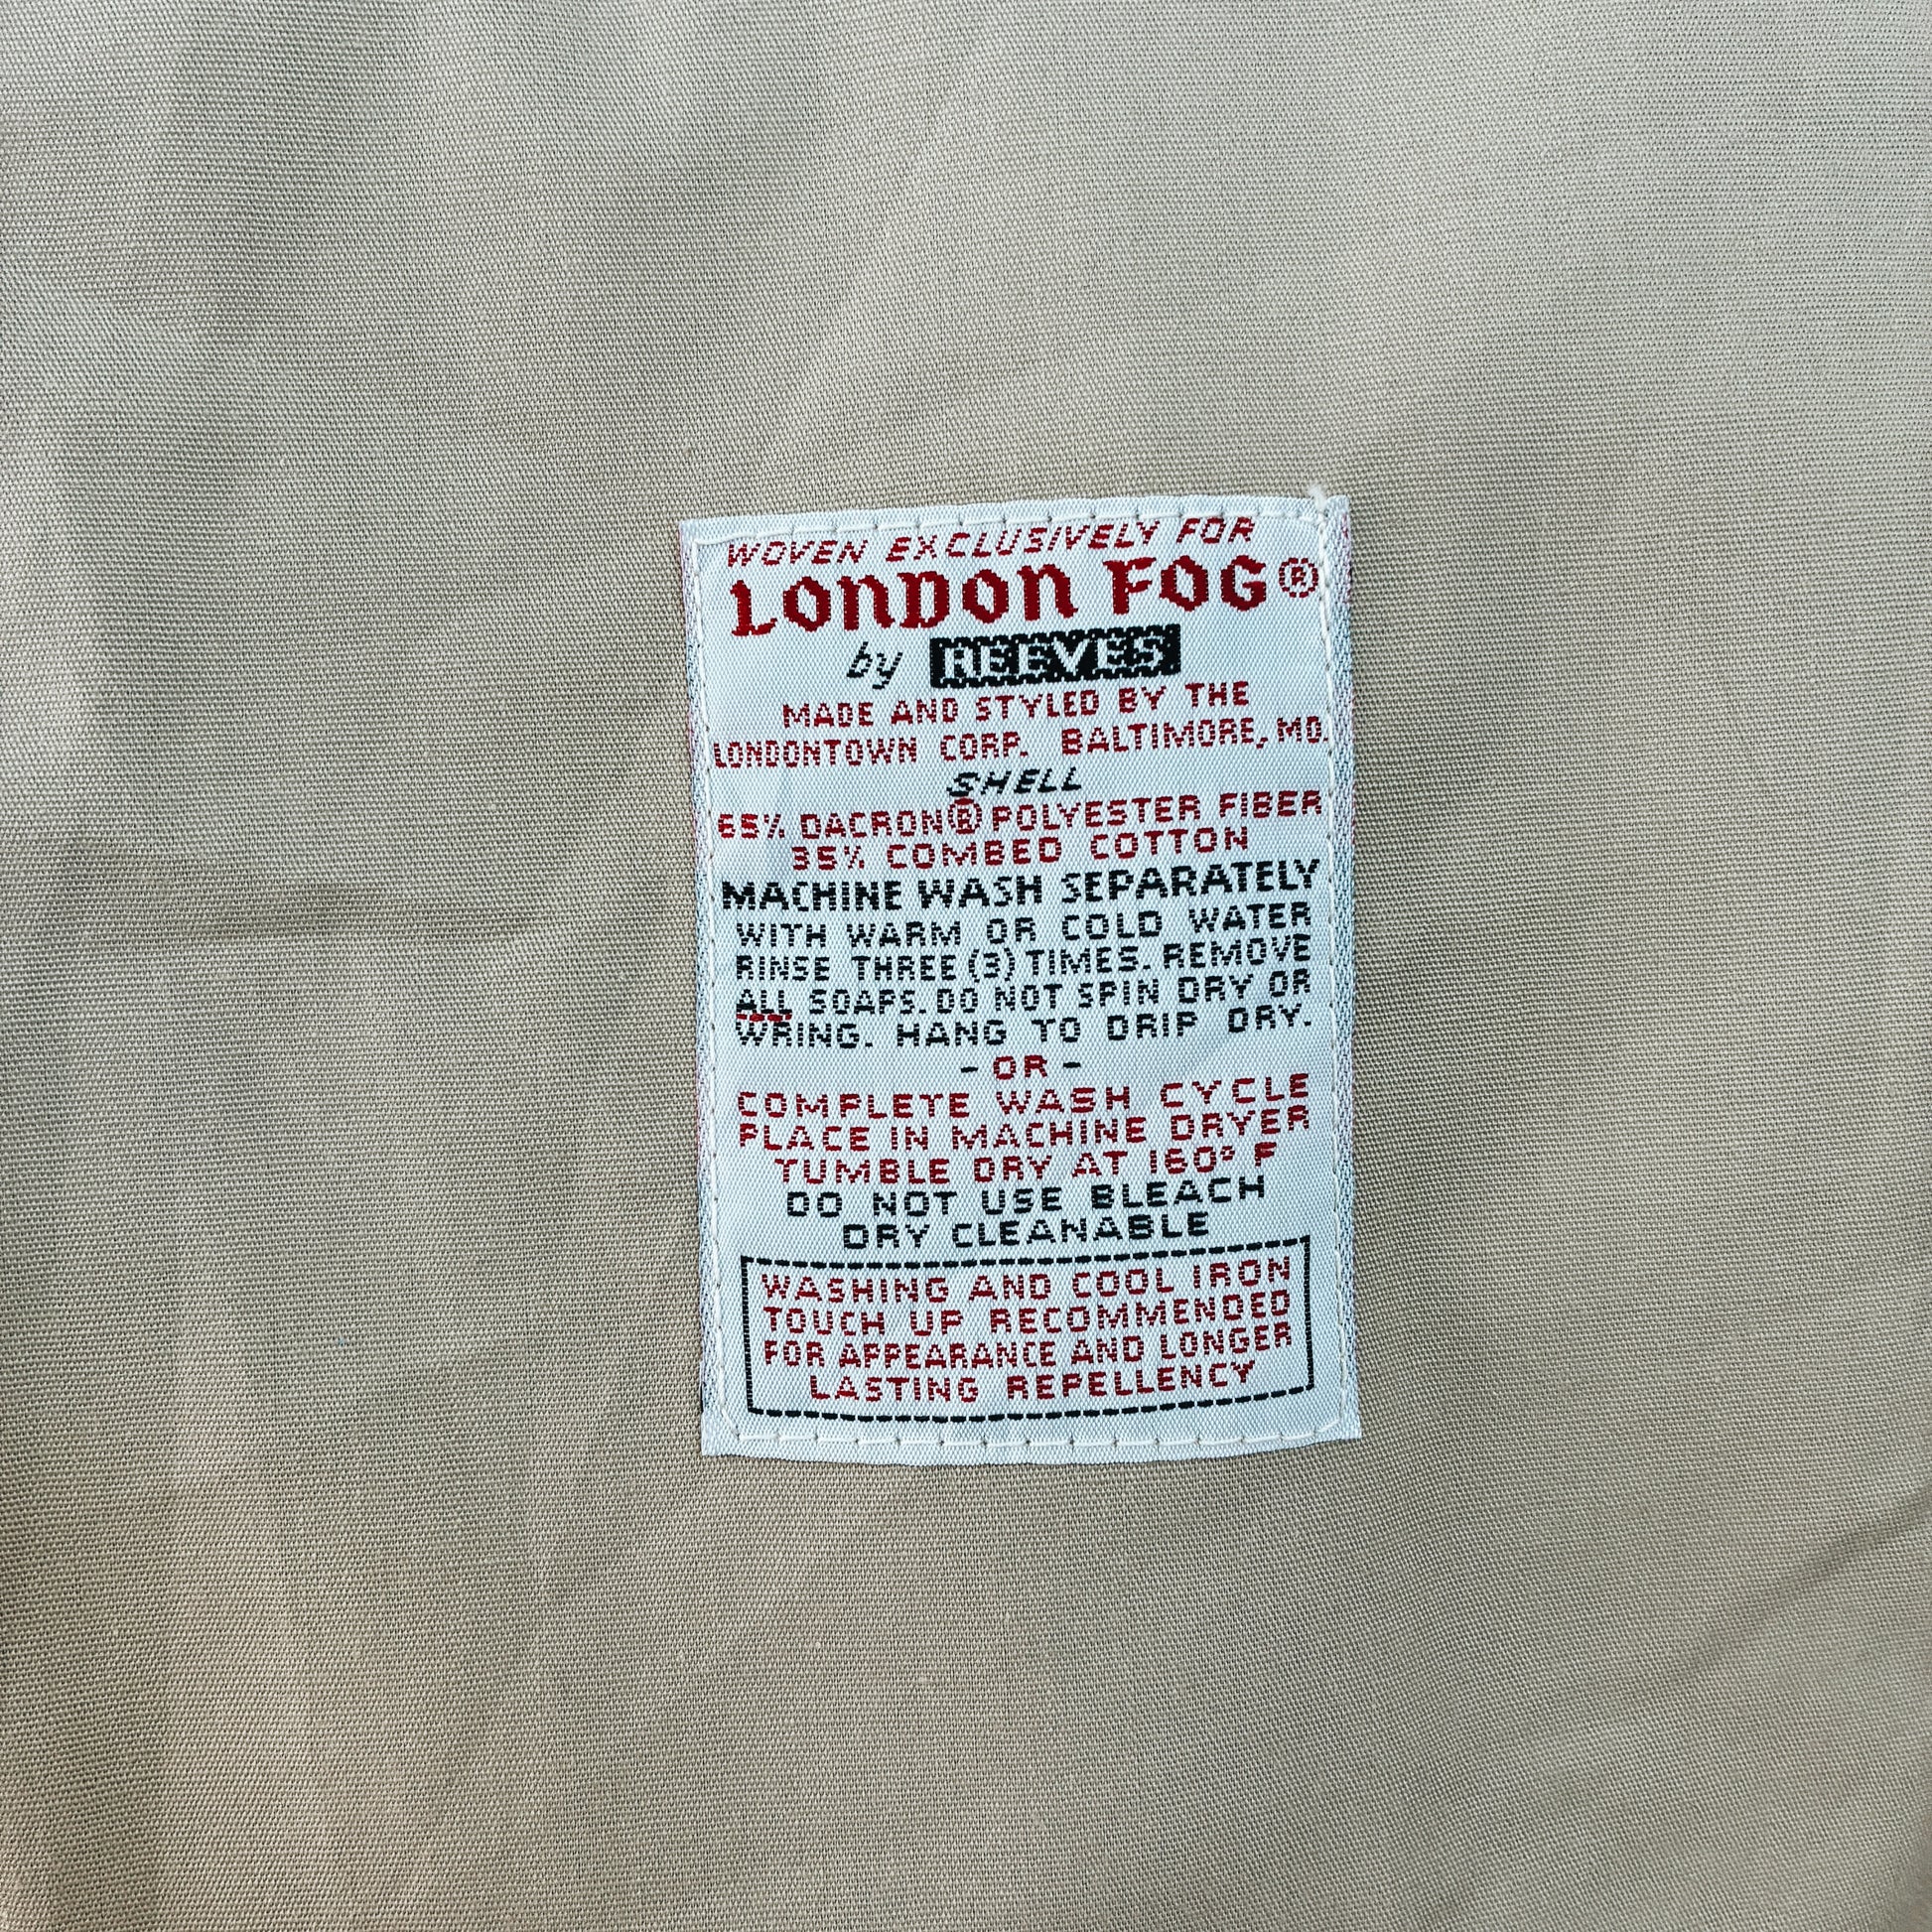 WOVEN EXCLUSIVELY FOR
LONDON FOG®
by REEVES
MADE AND STYLED BY THE
LONDONTOWN CORP. BALTIMORE, MD.
SHELL
65% DACRON® POLYESTER FIBER
35% COMBED COTTON
MACHINE WASH SEPARATELY
WITH WARM OR COLD WATER
RINSE THREE (3) TIMES. REMOVE
ALL SOAPS. DO NOT SPIN DRY OR
WRING. HANG TO DRIP DRY.
- OR -
COMPLETE WASH CYCLE
PLACE IN MACHINE DRYER
TUMBLE DRY AT 160° F
DO NOT USE BLEACH
DRY CLEANABLE
WASHING AND COOL IRON
TOUCH UP RECOMMENDED
FOR APPEARANCE AND LONGER
LASTING REPELLENCY